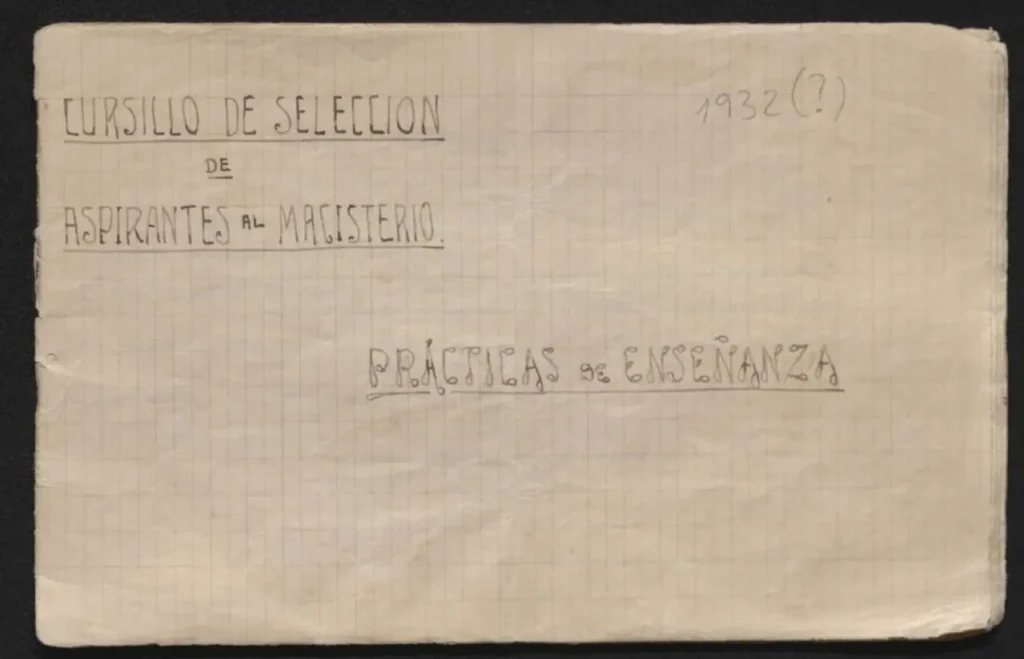 CURSILLO DE SELECCION
1932 (?)
DE
ASPIRANTES AL MAGISTERIO.
PRÁCTICAS DE ENSEÑANZA